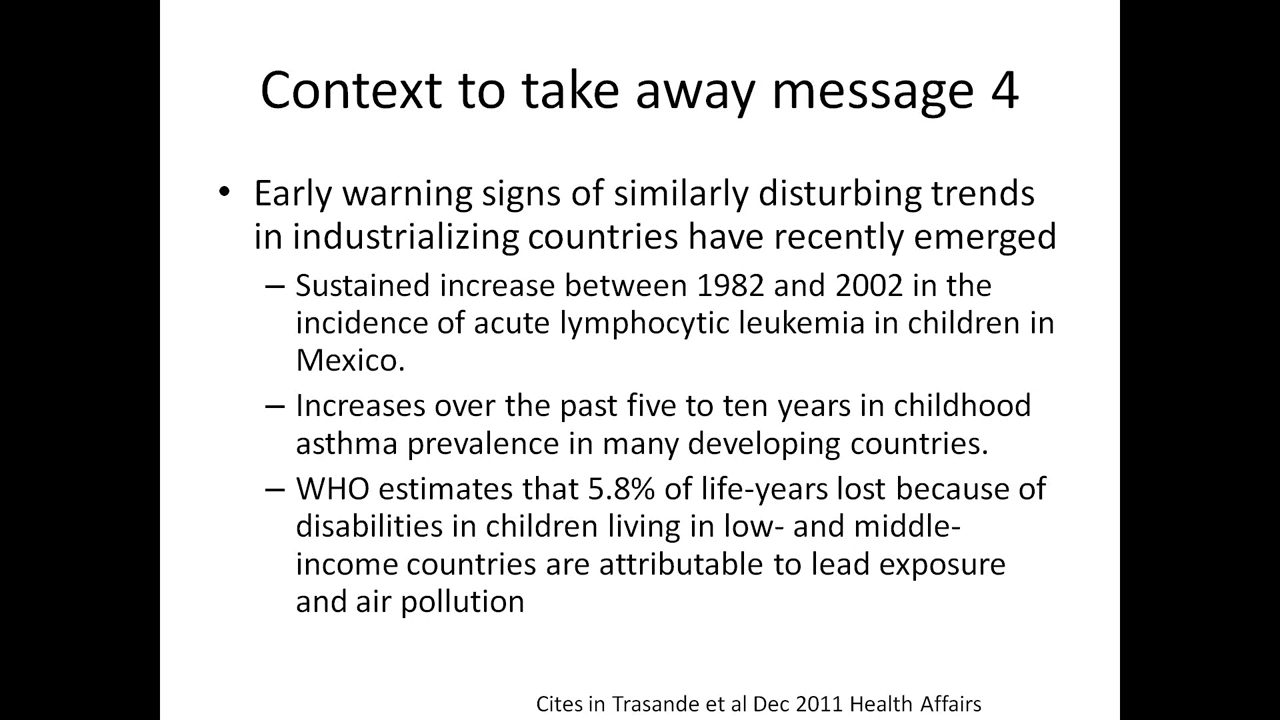 Context to take away message 4
• Early warning signs of similarly disturbing trends
in industrializing countries have recently emerged
– Sustained increase between 1982 and 2002 in the
incidence of acute lymphocytic leukemia in children in
Mexico.
– Increases over the past five to ten years in childhood
asthma prevalence in many developing countries.
– WHO estimates that 5.8% of life-years lost because of
disabilities in children living in low- and middle-
income countries are attributable to lead exposure
and air pollution
Cites in Trasande et al Dec 2011 Health Affairs